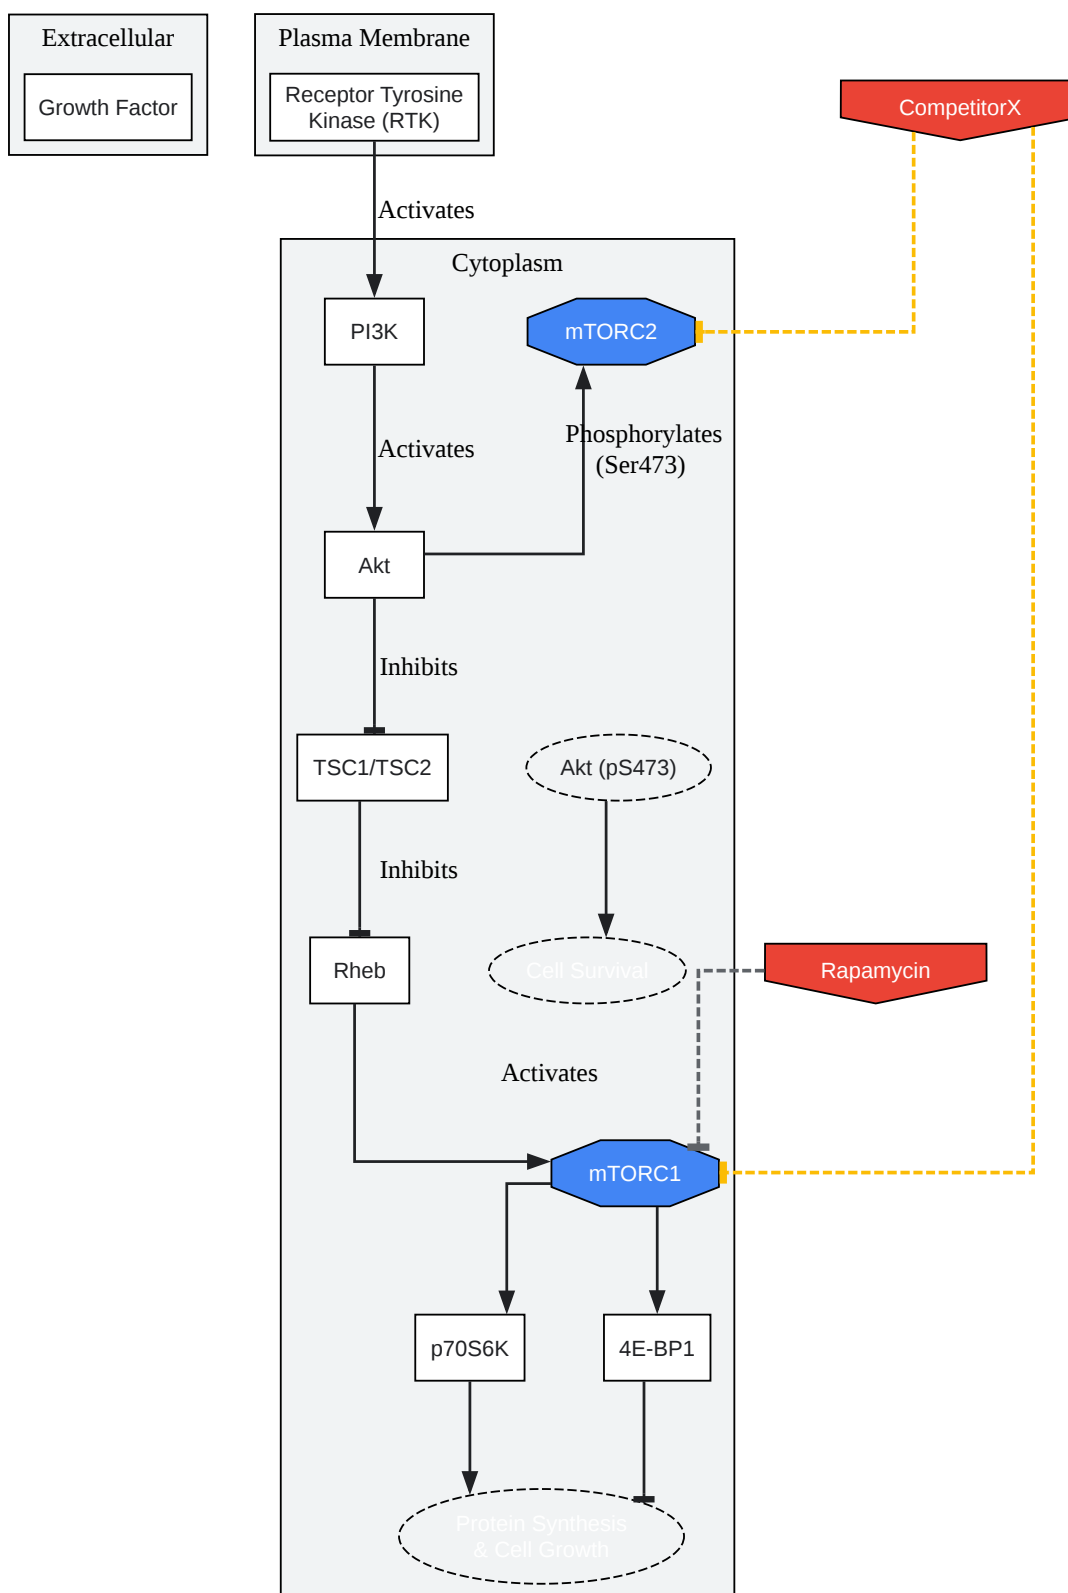 Extracellular
Growth Factor
Plasma Membrane
Receptor Tyrosine
Kinase (RTK)
CompetitorX
Activates
Cytoplasm
PI3K
mTORC2
Activates
Phosphorylates
(Ser473)
Akt
Inhibits
TSC1/TSC2
Akt (pS473)
Inhibits
Rheb
Cell Survival
Rapamycin
Activates
mTORC1
p70S6K
4E-BP1
Protein Synthesis
& Cell Growth